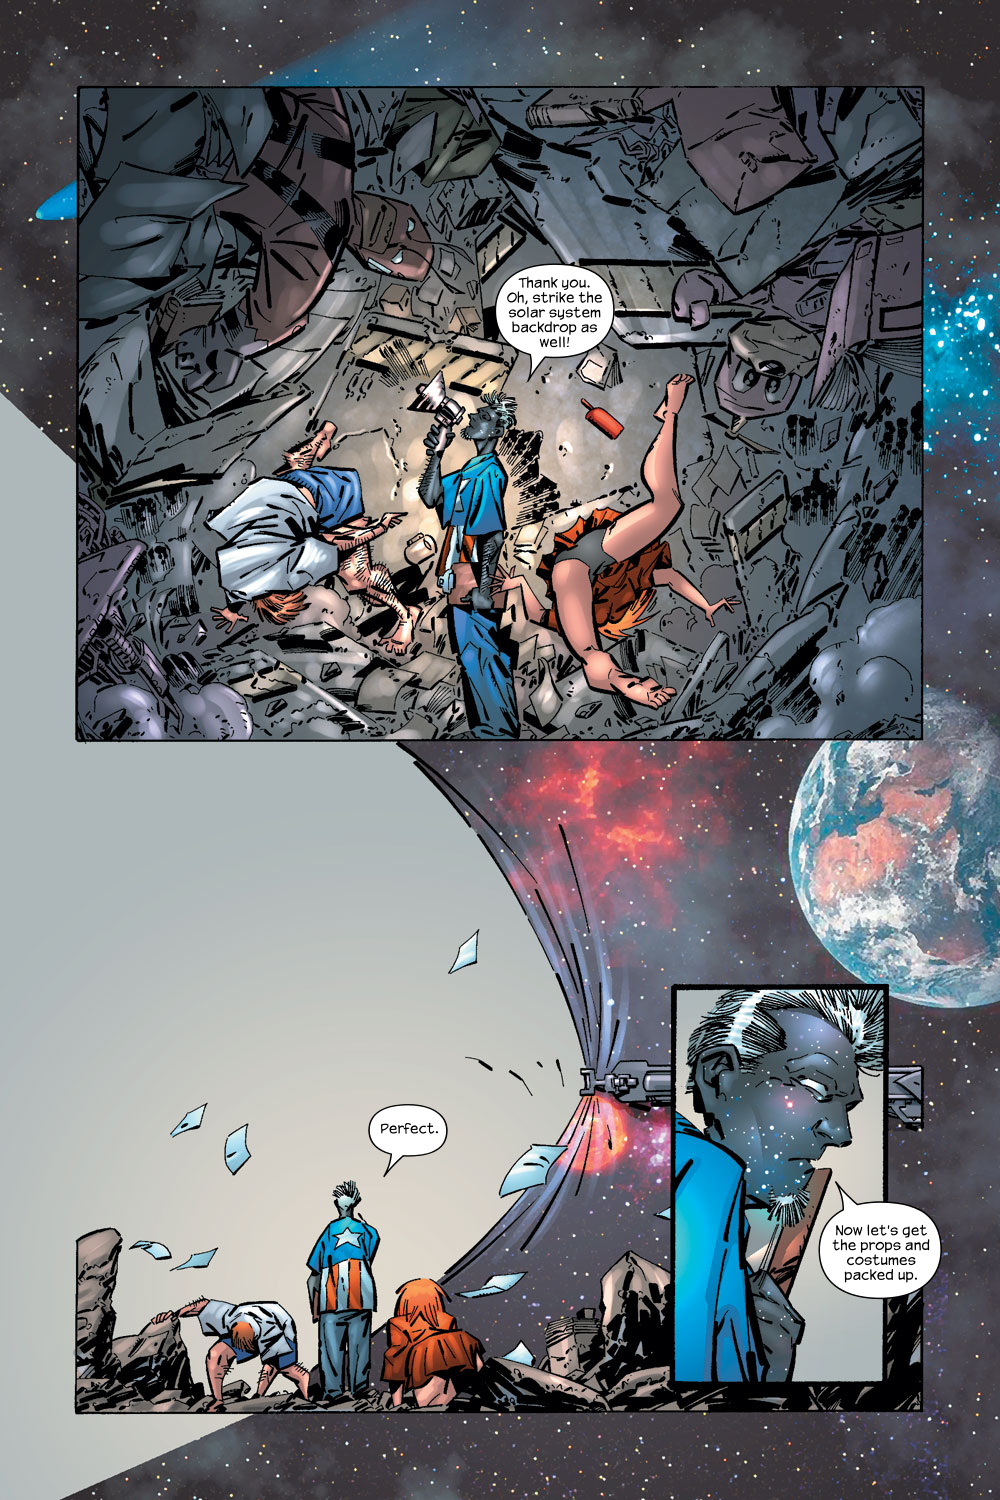 Thank you.
Oh, strike the
solar system
backdrop as
well!
Perfect.
Now let's get
the props and
costumes
packed up.